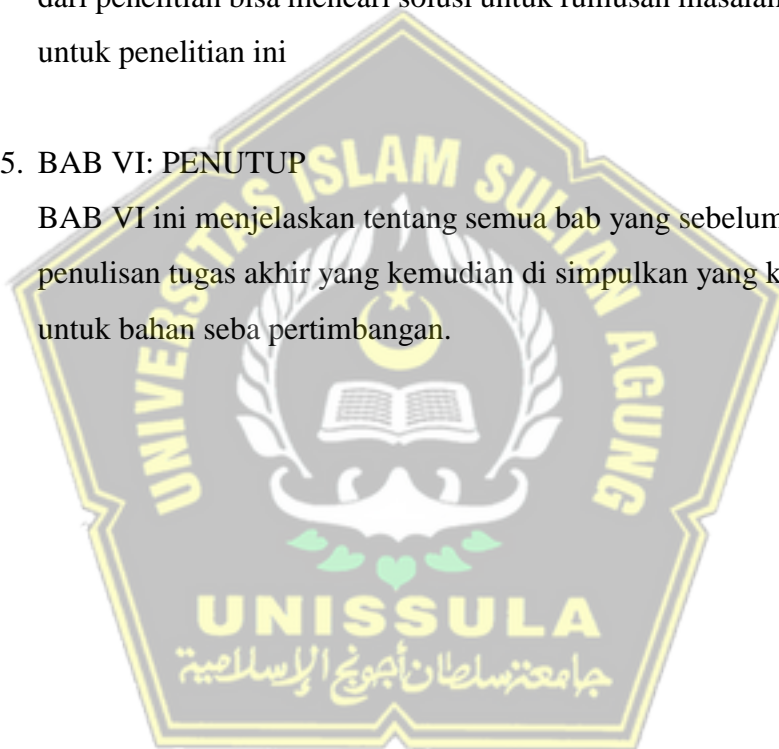 dari penelitian bisa mencari solusi untuk rumusan masalah
untuk penelitian ini
5. BAB VI: PENUTUP
BAB VI ini menjelaskan tentang semua bab yang sebelum
penulisan tugas akhir yang kemudian di simpulkan yang k
untuk bahan seba pertimbangan.
UNIVERSITAS ISLAM SULTAN AGUNG
UNISSULA
جامعة سلطان أجونج الإسلامية